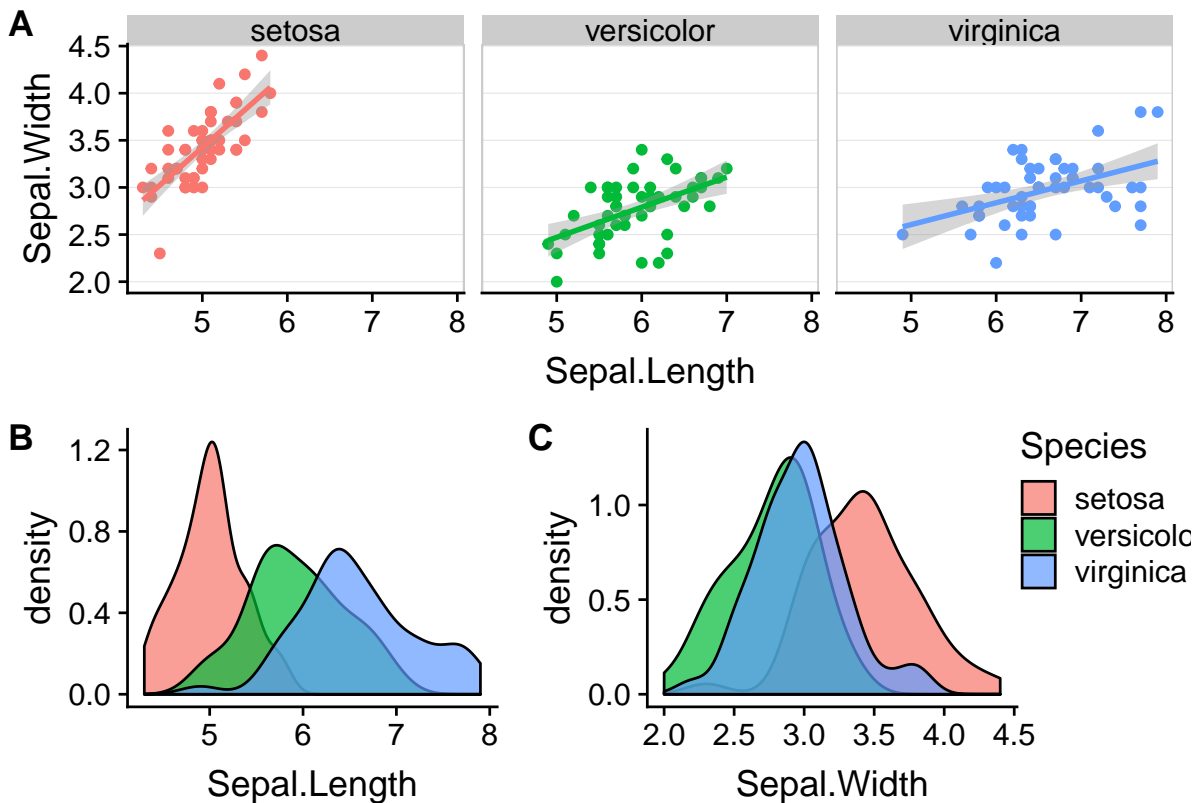 A
setosa
versicolor
virginica
Sepal.Width
4.5
4.0
3.5
3.0
2.5
2.0
5 6 7 8
5 6 7 8
5 6 7 8
Sepal.Length
B
density
1.2
0.8
0.4
0.0
5 6 7 8
Sepal.Length
C
density
1.0
0.5
0.0
2.0 2.5 3.0 3.5 4.0 4.5
Sepal.Width
Species
setosa
versicolo
virginica